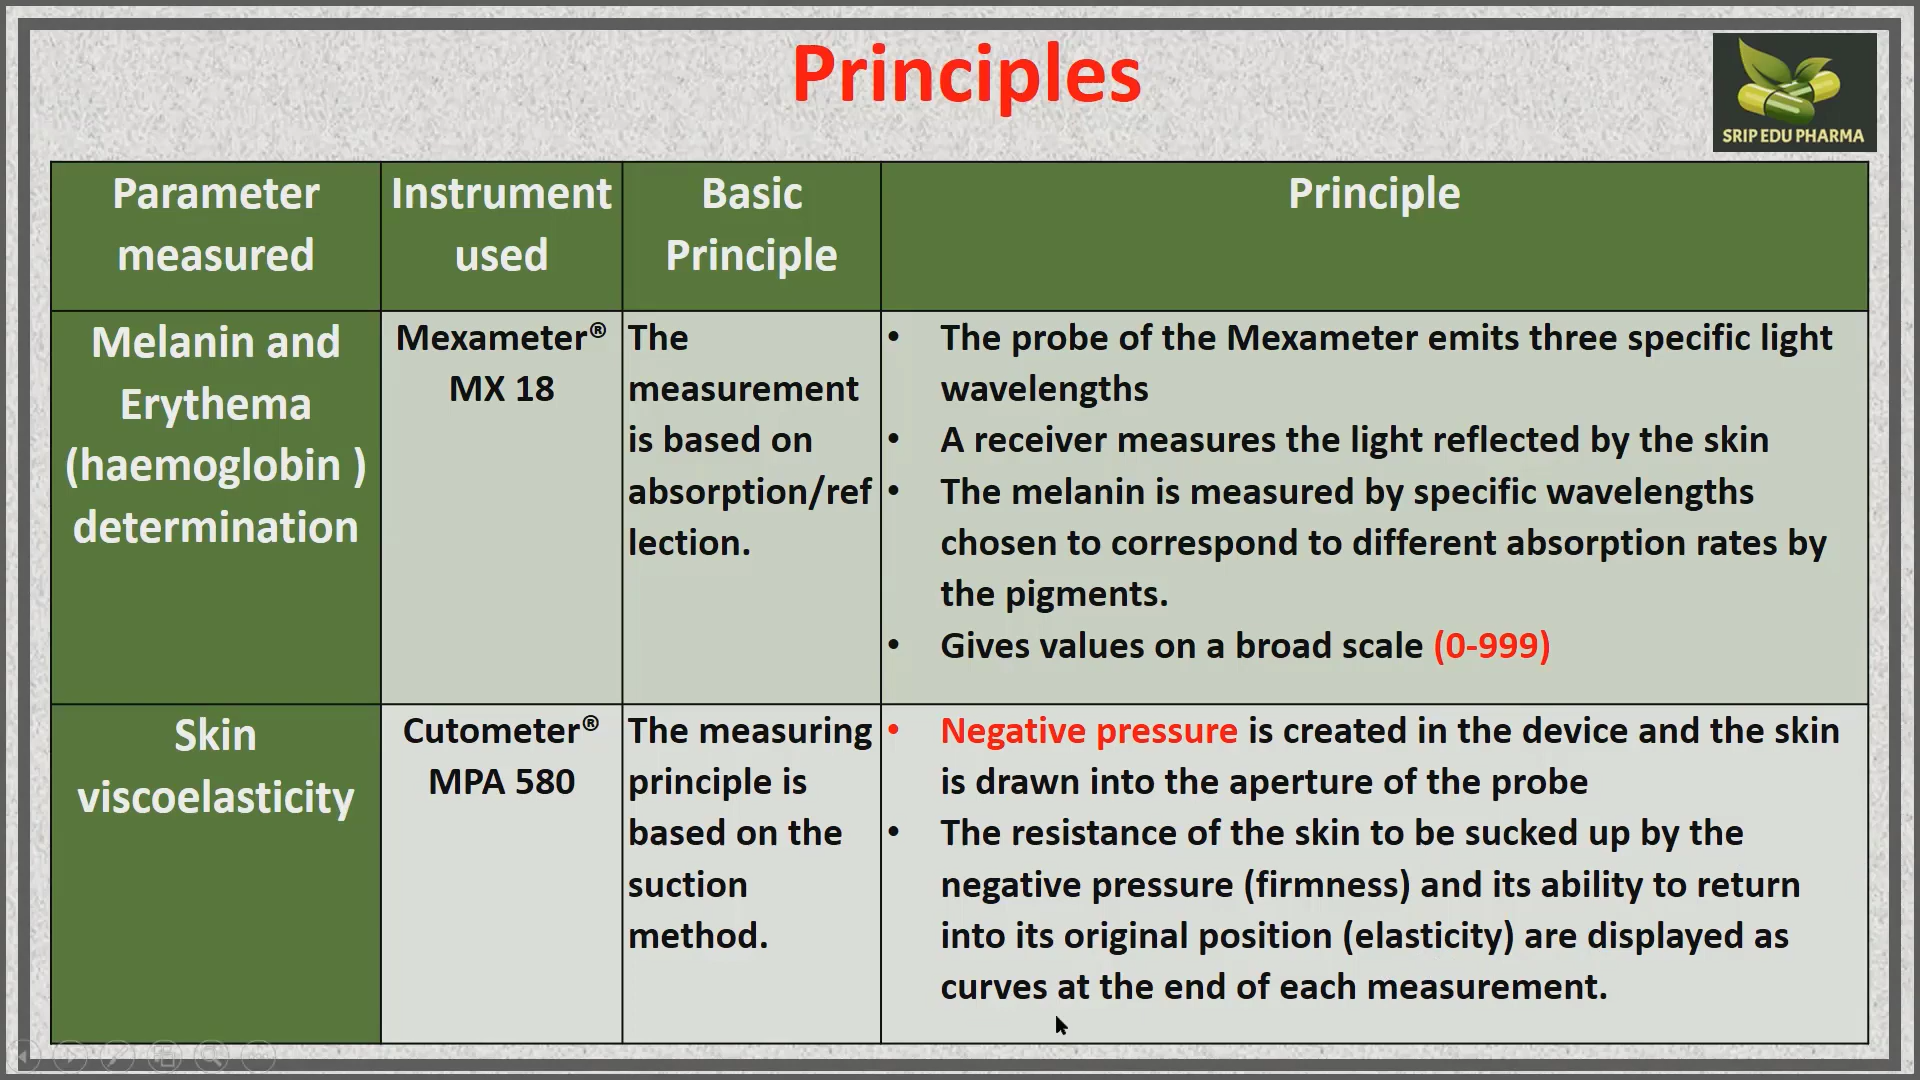 Principles
SRIP EDU PHARMA
Parameter
measured
Instrument
used
Basic
Principle
Principle
Melanin and
Erythema
(haemoglobin )
determination
Mexameter®
MX 18
The
measurement
is based on
absorption/ref
lection.
• The probe of the Mexameter emits three specific light
wavelengths
• A receiver measures the light reflected by the skin
• The melanin is measured by specific wavelengths
chosen to correspond to different absorption rates by
the pigments.
• Gives values on a broad scale (0-999)
Skin
viscoelasticity
Cutometer®
MPA 580
The measuring
principle is
based on the
suction
method.
• Negative pressure is created in the device and the skin
is drawn into the aperture of the probe
• The resistance of the skin to be sucked up by the
negative pressure (firmness) and its ability to return
into its original position (elasticity) are displayed as
curves at the end of each measurement.